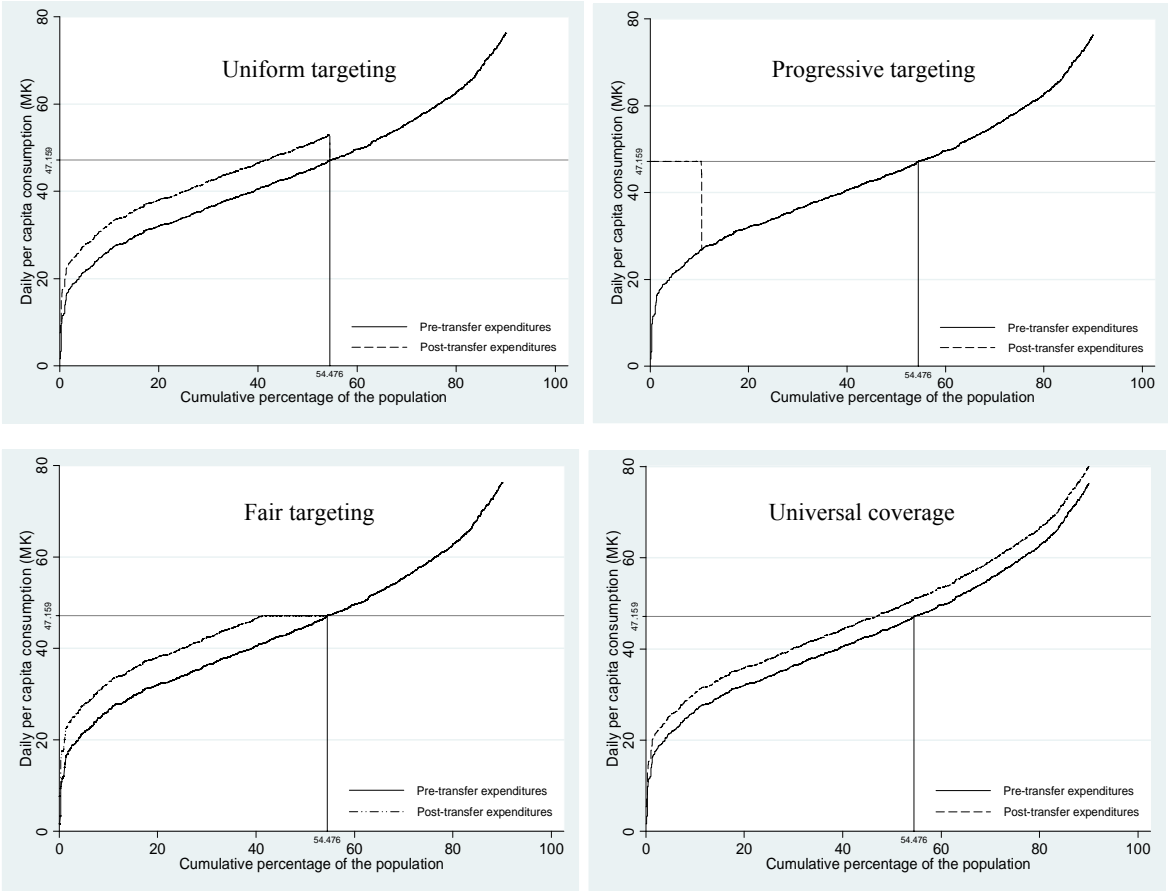 Uniform targeting
Daily per capita consumption (MK)
80
60
47.159
40
20
0
0 20 40 54.476 60 80 100
Cumulative percentage of the population
Pre-transfer expenditures
Post-transfer expenditures
Progressive targeting
Daily per capita consumption (MK)
80
60
47.159
40
20
0
0 20 40 54.476 60 80 100
Cumulative percentage of the population
Pre-transfer expenditures
Post-transfer expenditures
Fair targeting
Daily per capita consumption (MK)
80
60
47.159
40
20
0
0 20 40 54.476 60 80 100
Cumulative percentage of the population
Pre-transfer expenditures
Post-transfer expenditures
Universal coverage
Daily per capita consumption (MK)
80
60
47.159
40
20
0
0 20 40 54.476 60 80 100
Cumulative percentage of the population
Pre-transfer expenditures
Post-transfer expenditures